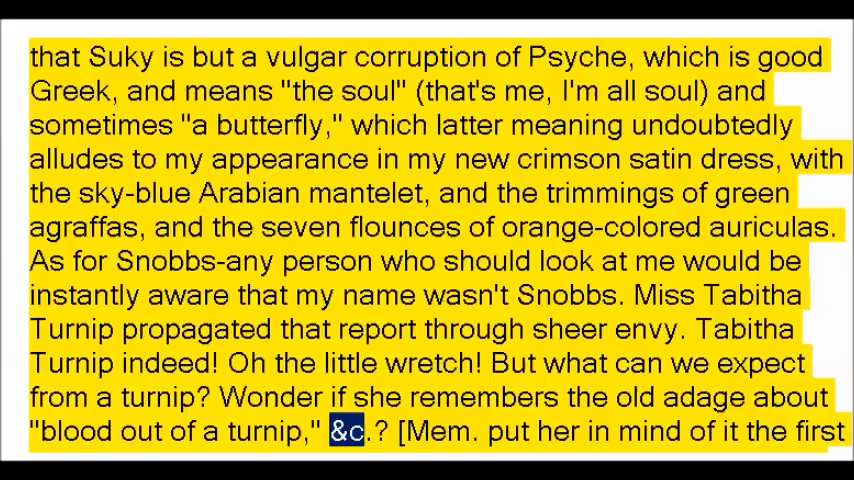 that Suky is but a vulgar corruption of Psyche, which is good
Greek, and means "the soul" (that's me, I'm all soul) and
sometimes "a butterfly," which latter meaning undoubtedly
alludes to my appearance in my new crimson satin dress, with
the sky-blue Arabian mantelet, and the trimmings of green
agraffas, and the seven flounces of orange-colored auriculas.
As for Snobbs-any person who should look at me would be
instantly aware that my name wasn't Snobbs. Miss Tabitha
Turnip propagated that report through sheer envy. Tabitha
Turnip indeed! Oh the little wretch! But what can we expect
from a turnip? Wonder if she remembers the old adage about
"blood out of a turnip," &c.? [Mem. put her in mind of it the first